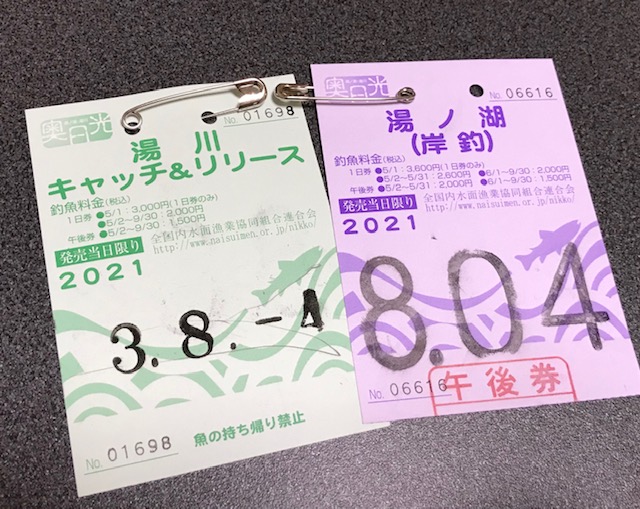 奥日光
No. 01698
湯川
キャッチ&リリース
釣魚料金(税込)
1日券 ●5/1：3,000円(1日券のみ)
●5/2〜9/30：2,000円
午後券 ●5/2〜9/30：1,500円
発売当日限り 全国内水面漁業協同組合連合会
http://www.naisuimen.or.jp/nikko/
2021
3.8.-4
No. 01698
魚の持ち帰り禁止
奥日光
No. 06616
湯ノ湖
(岸釣)
釣魚料金(税込)
1日券 ●5/1：3,600円(1日券のみ)
●5/2〜5/31：2,600円 ●6/1〜9/30：2,000円
午後券 ●5/2〜5/31：2,000円 ●6/1〜9/30：1,500円
発売当日限り 全国内水面漁業協同組合連合会
http://www.naisuimen.or.jp/nikko/
2021
8.04
No. 06616
午後券